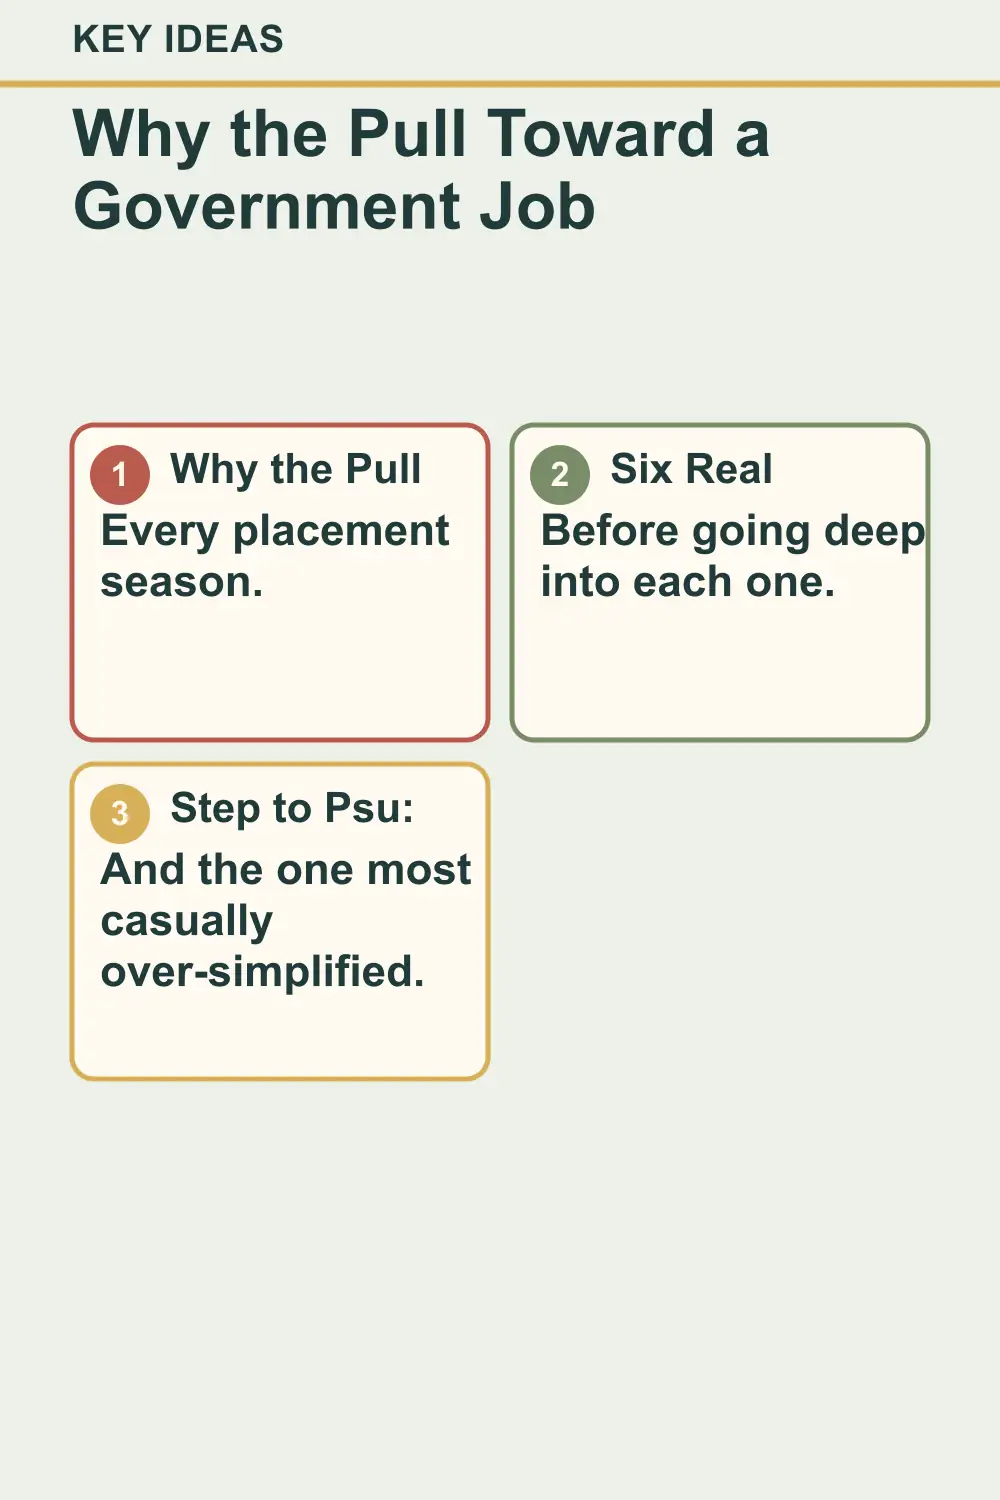 KEY IDEAS
Why the Pull Toward a
Government Job
1 Why the Pull
Every placement
season.
2 Six Real
Before going deep
into each one.
3 Step to Psu:
And the one most
casually
over-simplified.